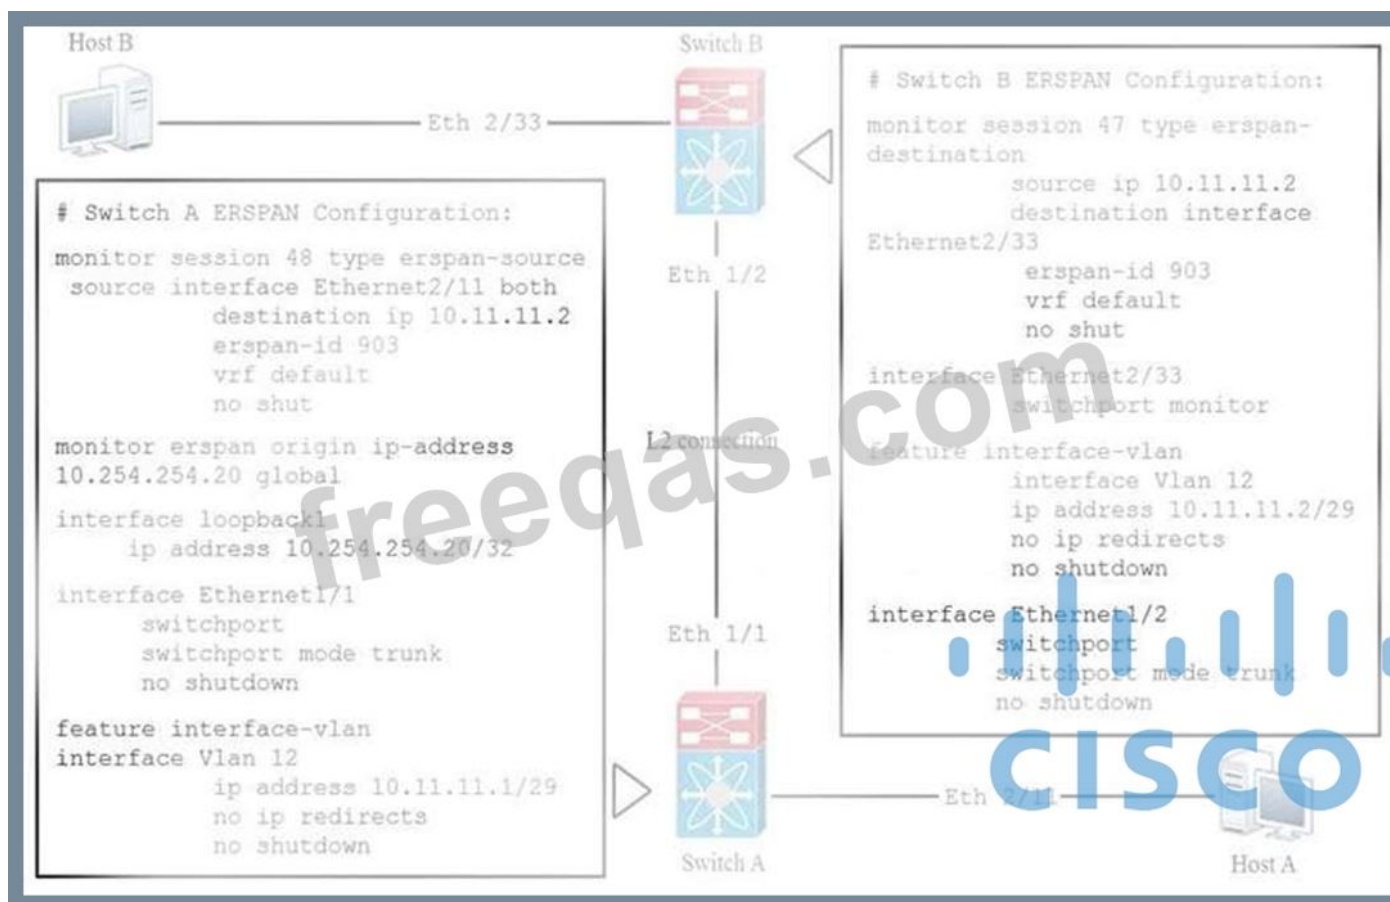 Host B
Switch B
Eth 2/33
# Switch A ERSPAN Configuration:
monitor session 48 type erspan-source
source interface Ethernet2/11 both
destination ip 10.11.11.2
erspan-id 903
vrf default
no shut
monitor erspan origin ip-address
10.254.254.20 global
interface loopback1
ip address 10.254.254.20/32
interface Ethernet1/1
switchport
switchport mode trunk
no shutdown
feature interface-vlan
interface Vlan 12
ip address 10.11.11.1/29
no ip redirects
no shutdown
Eth 1/2
L2 connection
Eth 1/1
Switch A
# Switch B ERSPAN Configuration:
monitor session 47 type erspan-
destination
source ip 10.11.11.2
destination interface
Ethernet2/33
erspan-id 903
vrf default
no shut
interface Ethernet2/33
switchport monitor
feature interface-vlan
interface Vlan 12
ip address 10.11.11.2/29
no ip redirects
no shutdown
interface Ethernet1/2
switchport
switchport mode trunk
no shutdown
Eth 2/11
Host A
freeqas.com
CISCO